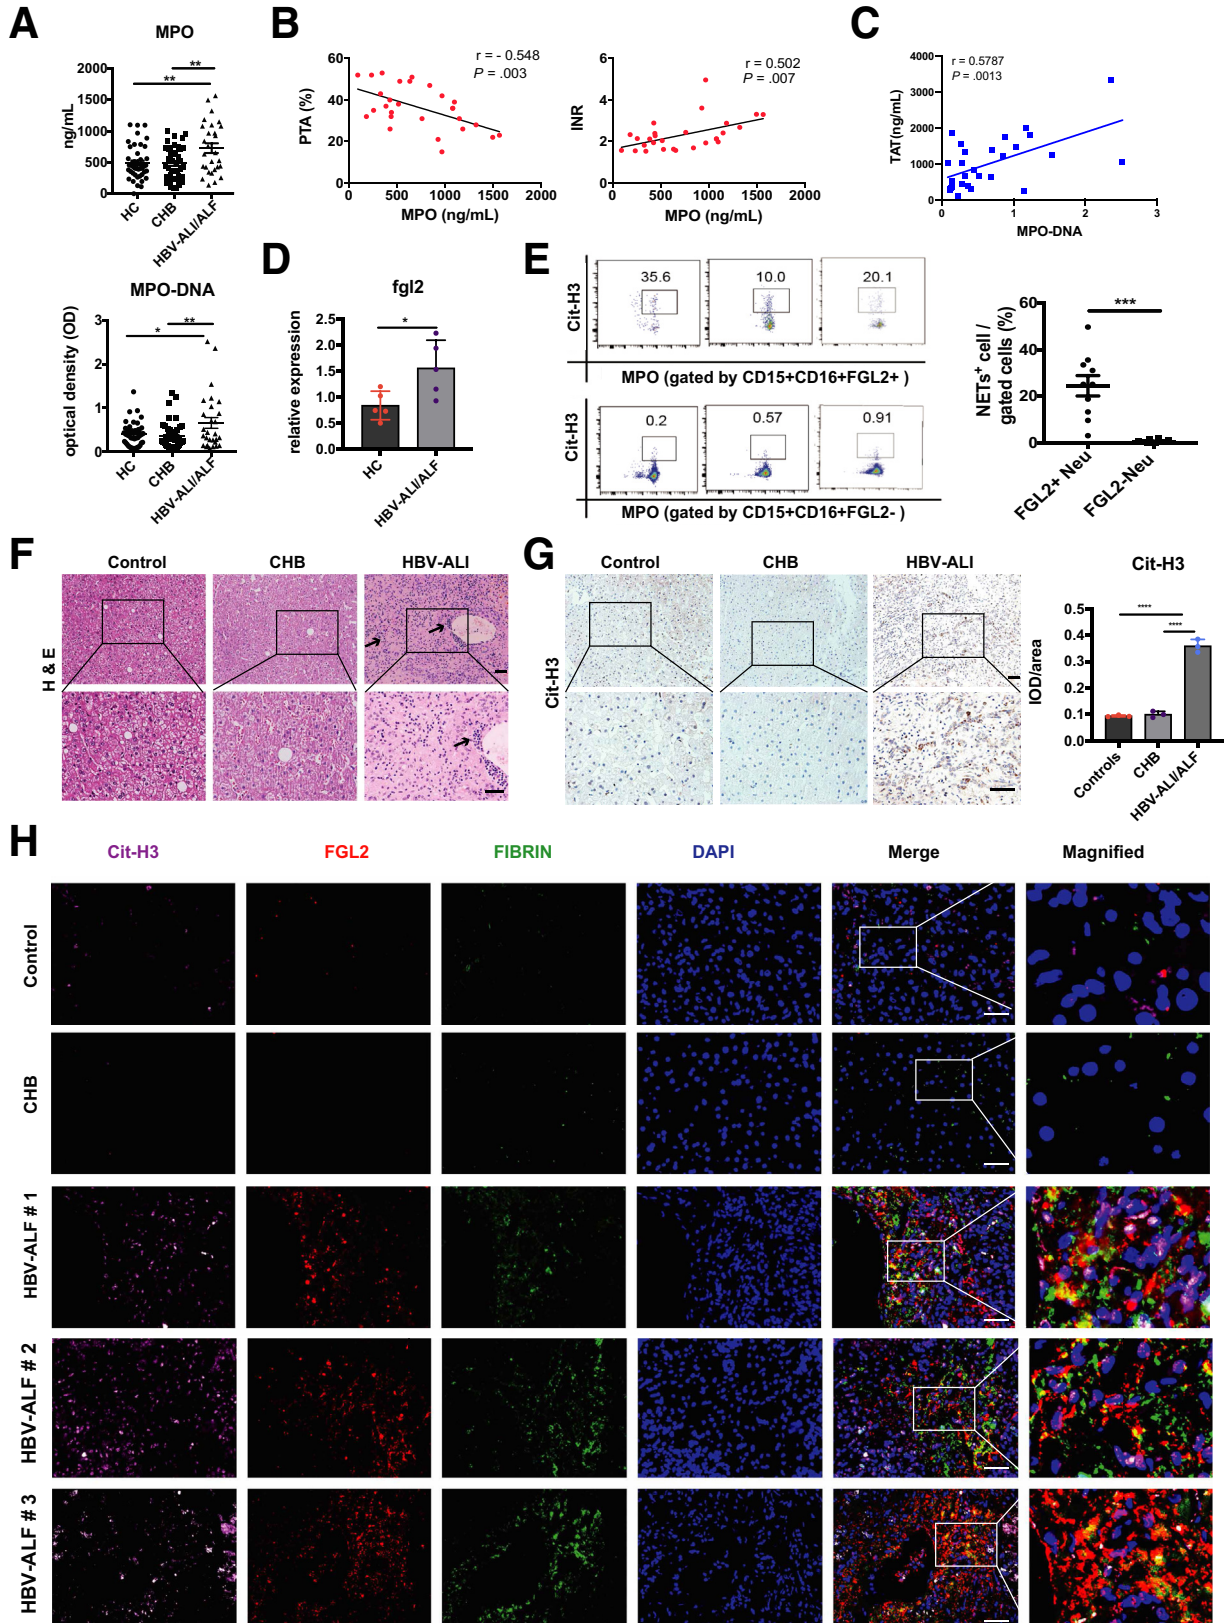 A
MPO
ng/mL
2000
1500
1000
500
0
**
**
HC
CHB
HBV-ALI/ALF
MPO-DNA
optical density (OD)
3
2
1
0
*
**
HC
CHB
HBV-ALI/ALF
B
PTA (%)
60
40
20
0
r = - 0.548
P = .003
0
500
1000
1500
2000
MPO (ng/mL)
INR
6
4
2
0
r = 0.502
P = .007
0
500
1000
1500
2000
MPO (ng/mL)
C
TAT(ng/mL)
4000
3000
2000
1000
0
r = 0.5787
P = .0013
0
1
2
3
MPO-DNA
D
fgl2
relative expression
2.5
2.0
1.5
1.0
0.5
0.0
*
HC
HBV-ALI/ALF
E
Cit-H3
35.6
10.0
20.1
MPO (gated by CD15+CD16+FGL2+ )
Cit-H3
0.2
0.57
0.91
MPO (gated by CD15+CD16+FGL2- )
NETs+ cell /
gated cells (%)
60
40
20
0
***
FGL2+ Neu
FGL2-Neu
F
Control
CHB
HBV-ALI
H & E
G
Control
CHB
HBV-ALI
Cit-H3
Cit-H3
IOD/area
0.5
0.4
0.3
0.2
0.1
0.0
****
****
Controls
CHB
HBV-ALI/ALF
H
Cit-H3
FGL2
FIBRIN
DAPI
Merge
Magnified
Control
CHB
HBV-ALF # 1
HBV-ALF # 2
HBV-ALF # 3